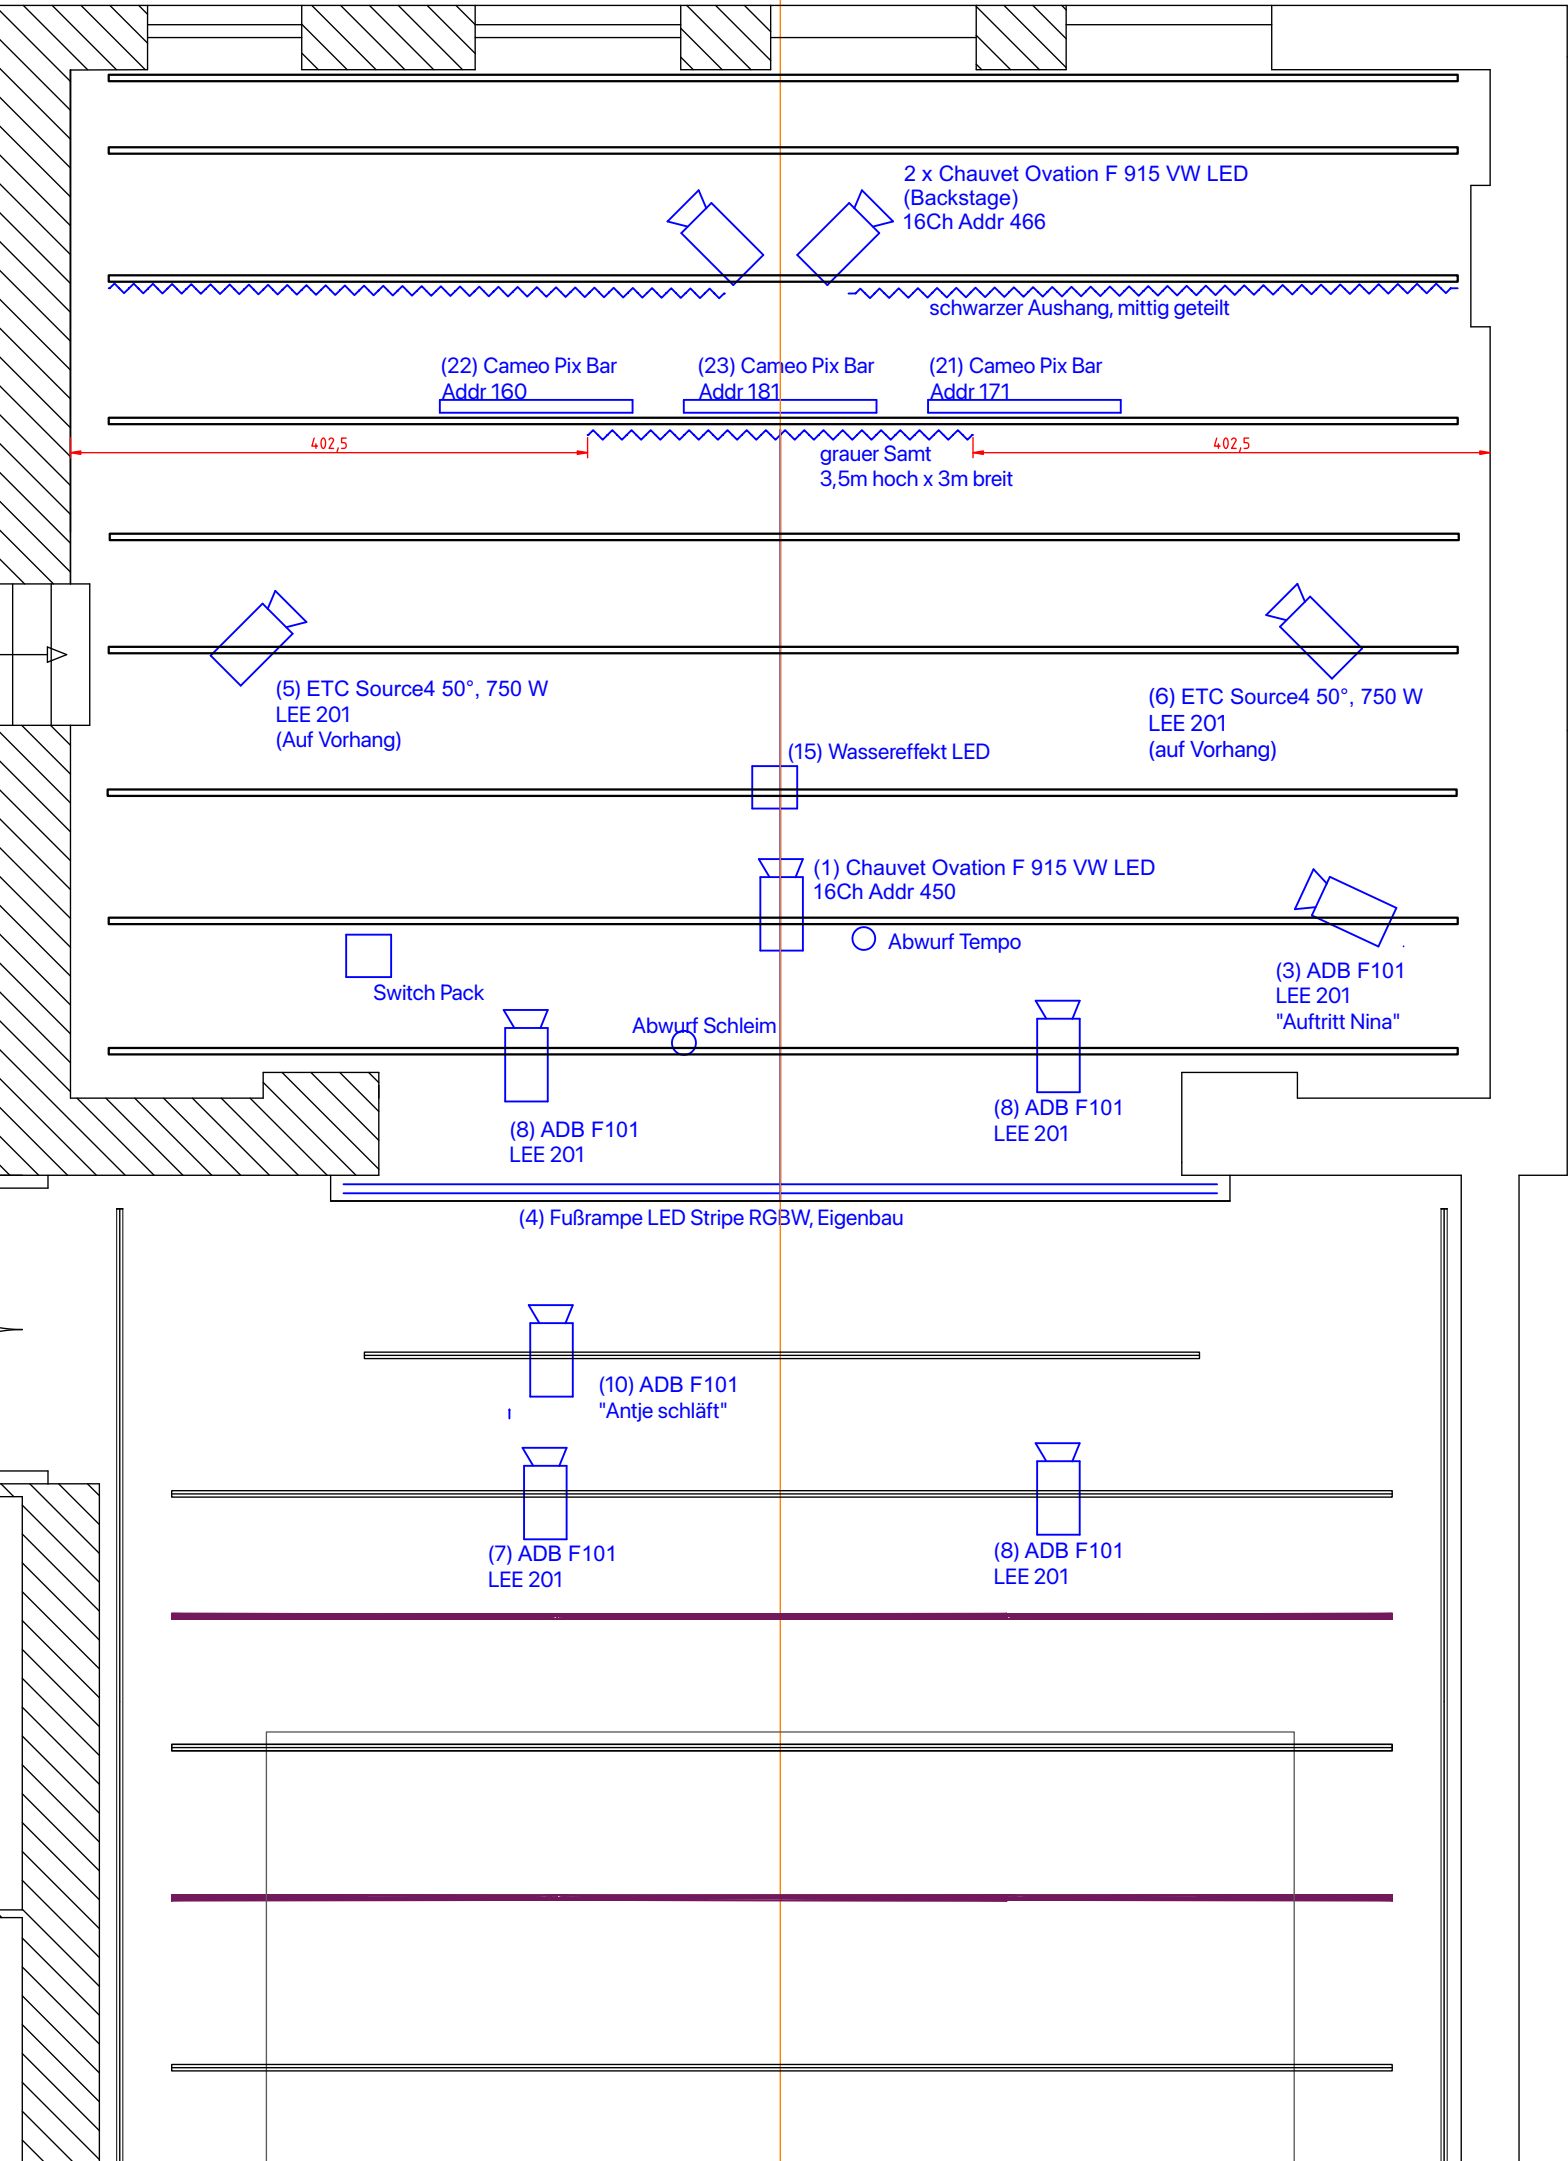 2 x Chauvet Ovation F 915 VW LED
(Backstage)
16Ch Addr 466
schwarzer Aushang, mittig geteilt
(22) Cameo Pix Bar
Addr 160
(23) Cameo Pix Bar
Addr 181
(21) Cameo Pix Bar
Addr 171
402,5
402,5
grauer Samt
3,5m hoch x 3m breit
(5) ETC Source4 50°, 750 W
LEE 201
(Auf Vorhang)
(6) ETC Source4 50°, 750 W
LEE 201
(auf Vorhang)
(15) Wassereffekt LED
(1) Chauvet Ovation F 915 VW LED
16Ch Addr 450
Abwurf Tempo
(3) ADB F101
LEE 201
"Auftritt Nina"
Switch Pack
Abwurf Schleim
(8) ADB F101
LEE 201
(8) ADB F101
LEE 201
(4) Fußrampe LED Stripe RGBW, Eigenbau
(10) ADB F101
"Antje schläft"
(7) ADB F101
LEE 201
(8) ADB F101
LEE 201